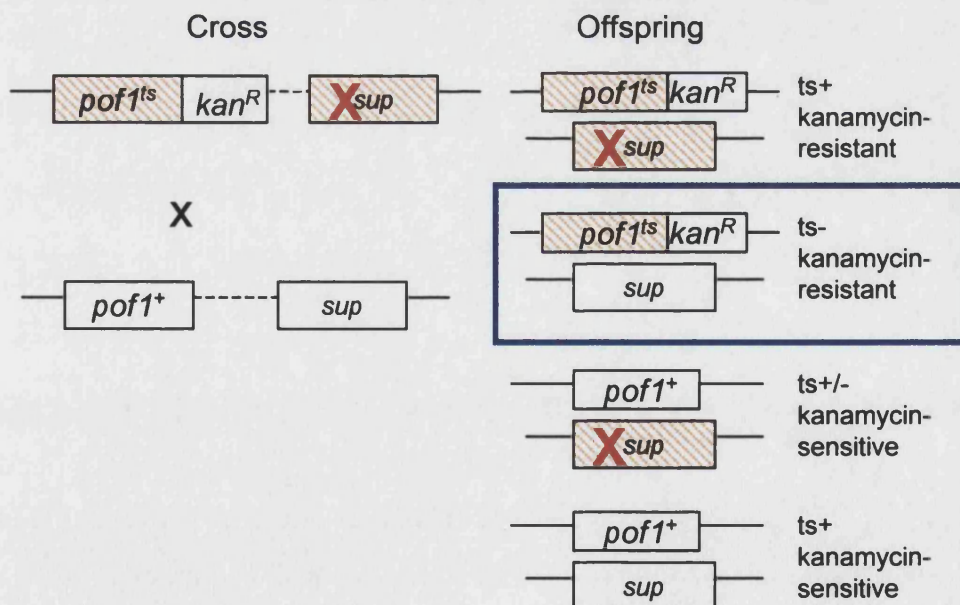 Cross
pof1ts kanR
X sup
X
pof1+
sup
Offspring
pof1ts kanR
X sup
ts+
kanamycin-
resistant
pof1ts kanR
sup
ts-
kanamycin-
resistant
pof1+
X sup
ts+/-
kanamycin-
sensitive
pof1+
sup
ts+
kanamycin-
sensitive